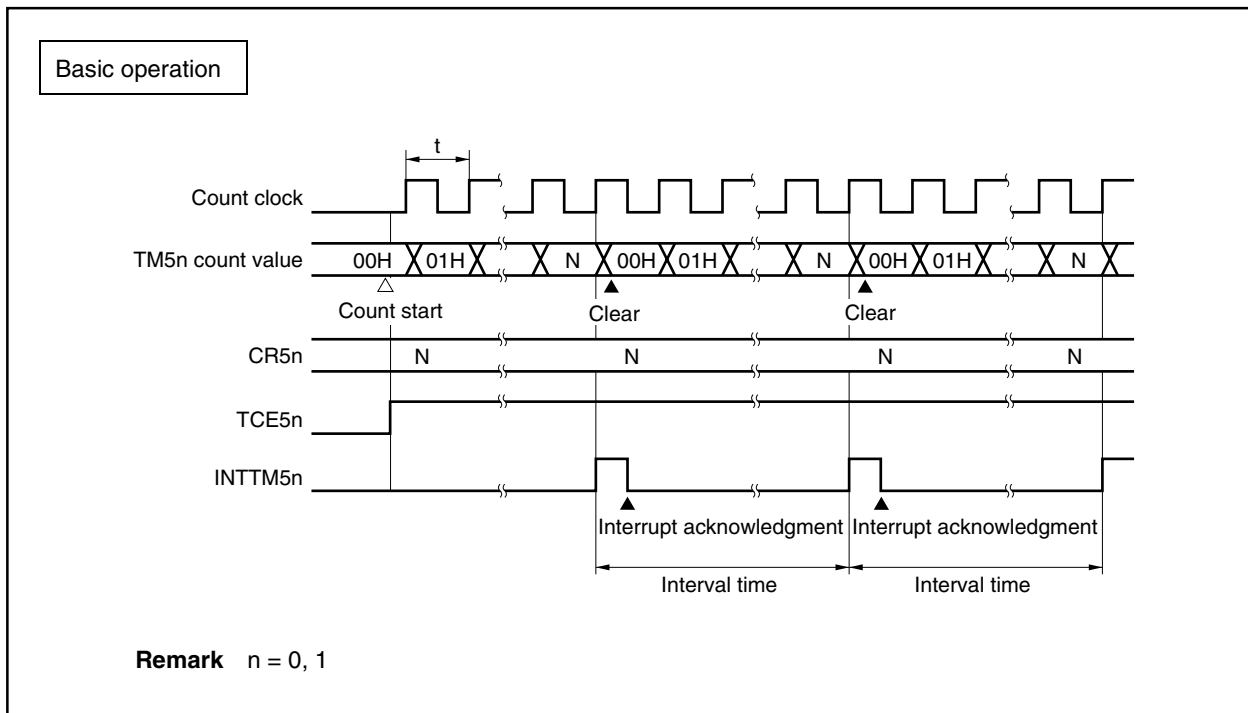 Basic operation
t
Count clock
TM5n count value 00H 01H N 00H 01H N 00H 01H N
Count start Clear Clear
CR5n N N N N
TCE5n
INTTM5n
Interrupt acknowledgment Interrupt acknowledgment
Interval time Interval time
Remark n = 0, 1